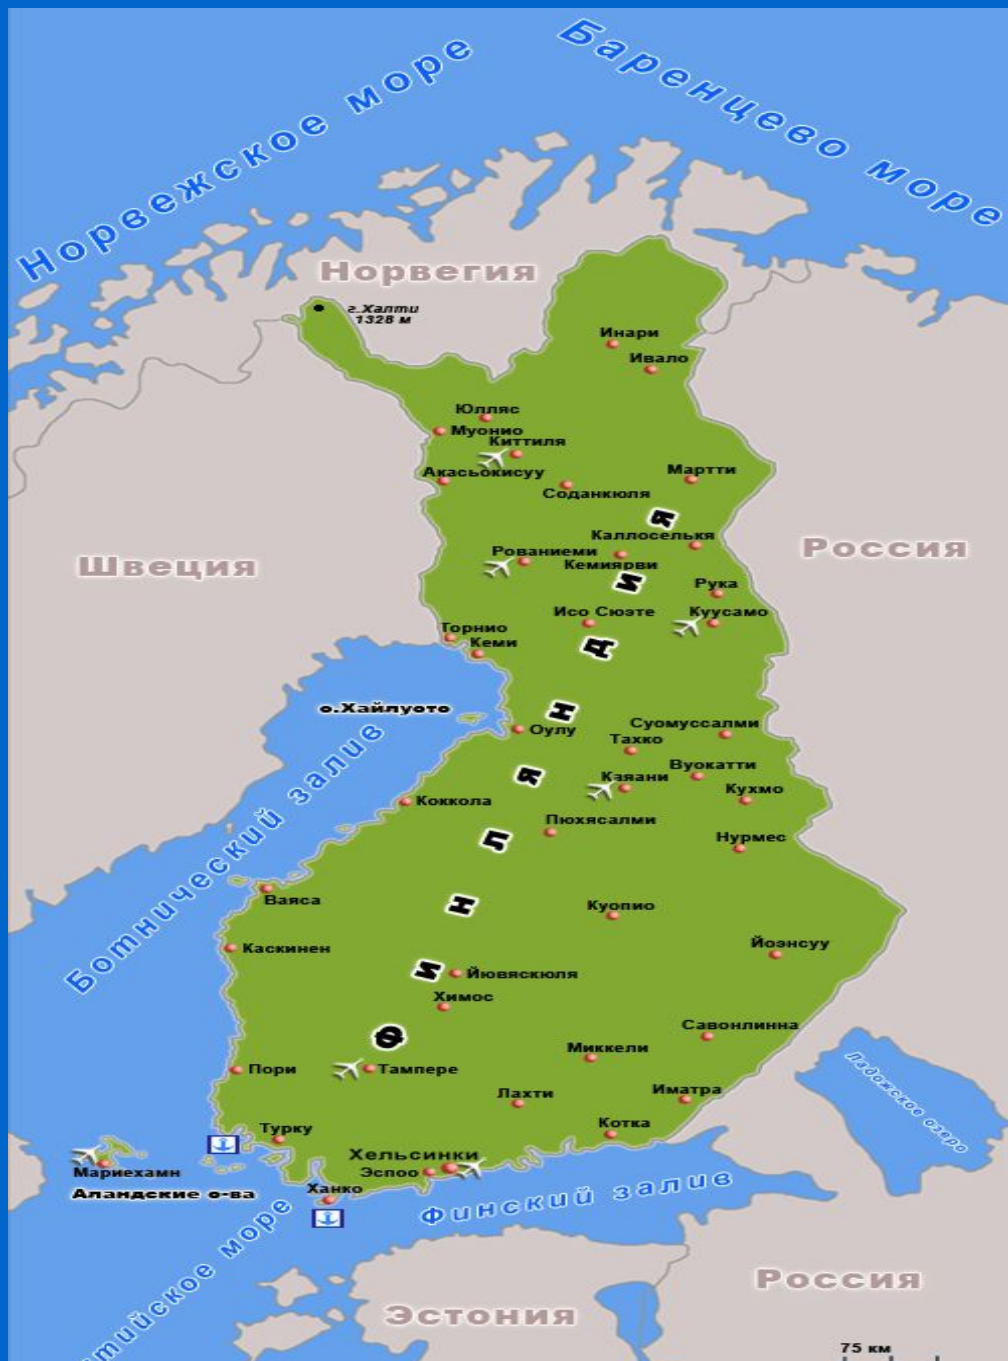 Норвежское море
Баренцево море
Норвегия
г.Халти
1328 м
Инари
Ивало
Юлляс
Муонио
Киттиля
Акасьокисуу
Мартти
Соданкюля
Каллоселькя
Швеция
Россия
Рованиеми
Кемиярви
Рука
Исо Сюэте
Куусамо
Торнио
Кеми
о.Хайлуото
Оулу
Суомуссалми
Тахко
Вуокатти
Каяани
Кухмо
Коккола
Пюхясалми
Нурмес
Ботнический залив
Ваяса
Куопио
Финляндия
Каскинен
Йоэнсуу
Йювяскюля
Химос
Савонлинна
Миккели
Пори
Тампере
Ладожское озеро
Лахти
Иматра
Турку
Котка
Хельсинки
Эспоо
Мариехамн
Аландские о-ва
Ханко
Финский залив
тийское море
Россия
Эстония
75 км